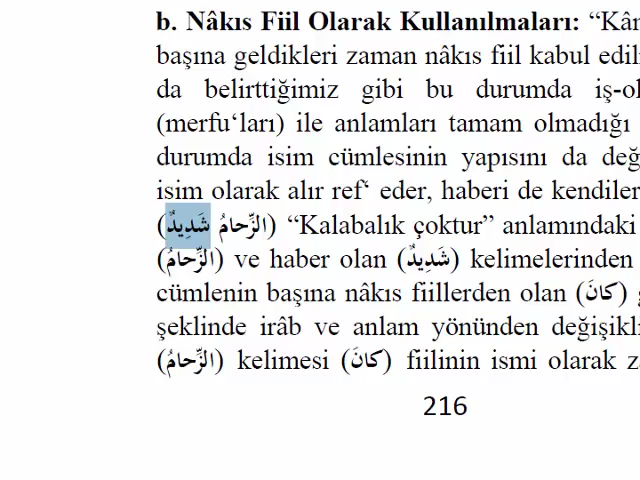 b. Nâkıs Fiil Olarak Kullanılmaları: “Kân
başına geldikleri zaman nâkıs fiil kabul edil
da belirttiğimiz gibi bu durumda iş-ol
(merfu‘ları) ile anlamları tamam olmadığı
durumda isim cümlesinin yapısını da değ
isim olarak alır ref‘ eder, haberi de kendiler
(الزِّحامُ شَدِيدٌ) “Kalabalık çoktur” anlamındaki
(الزِّحامُ) ve haber olan (شَدِيدٌ) kelimelerinden
cümlenin başına nâkıs fiillerden olan (كانَ)
şeklinde irâb ve anlam yönünden değişikli
(الزِّحامُ) kelimesi (كانَ) fiilinin ismi olarak za
216